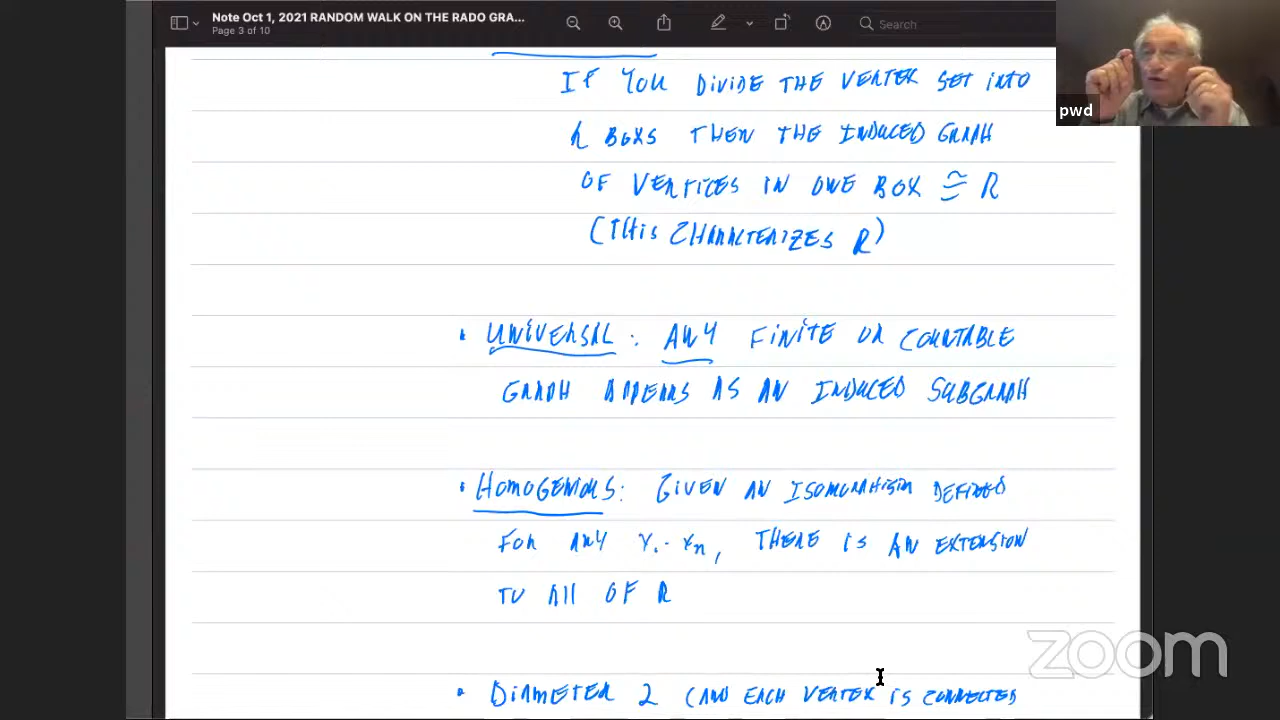 Note Oct 1, 2021 RANDOM WALK ON THE RADO GRA...
Page 3 of 10
Search
pwd
IF YOU DIVIDE THE VERTEX SET INTO
k BOXS THEN THE INDUCED GRAPH
OF VERTICES IN ONE BOX ≅ R
(THIS CHARACTERIZES R)
• UNIVERSAL: ANY FINITE OR COUNTABLE
GRAPH APPEARS AS AN INDUCED SUBGRAPH
• HOMOGENIOUS: GIVEN AN ISOMORPHISM DEFINED
FOR ANY X1..Xn, THERE IS AN EXTENSION
TO ALL OF R
• DIAMETER 2 (AND EACH VERTEX IS CONNECTED
zoom